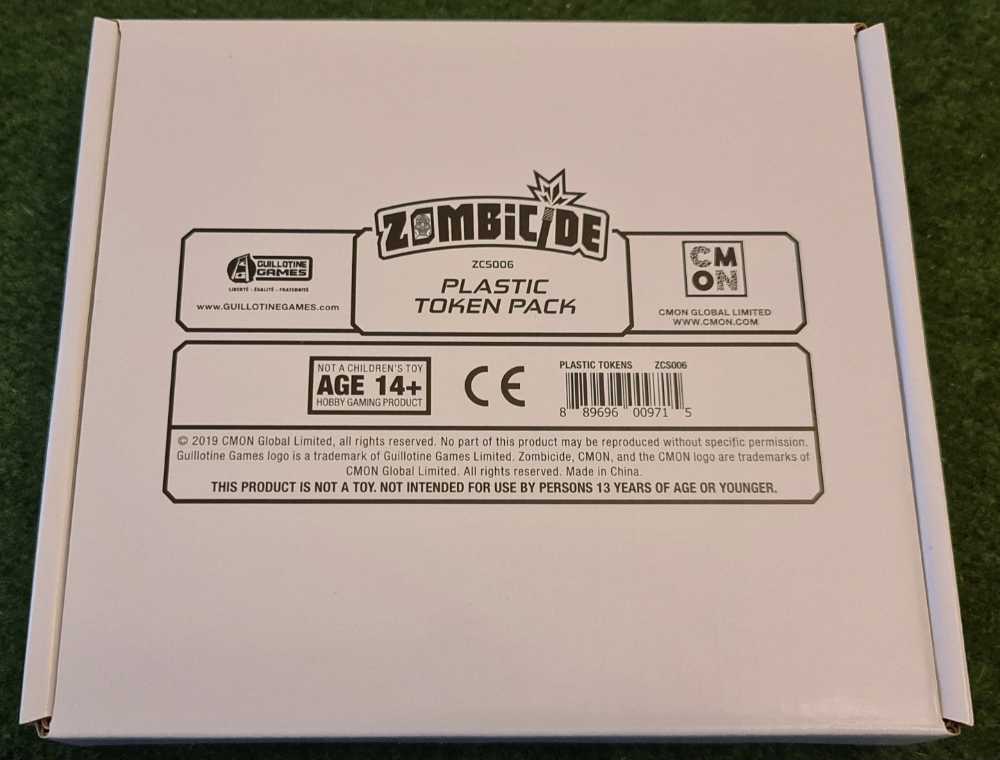 ZOMBiCIDE
GUILLOTINE
GAMES
LIBERTÉ - ÉGALITÉ - FRATERNITÉ
www.GUILLOTINEGAMES.com
ZCS006
PLASTIC
TOKEN PACK
CM
ON
CMON GLOBAL LIMITED
WWW.CMON.COM
NOT A CHILDREN'S TOY
AGE 14+
HOBBY GAMING PRODUCT
CE
PLASTIC TOKENS ZCS006
8 89696 00971 5
© 2019 CMON Global Limited, all rights reserved. No part of this product may be reproduced without specific permission.
Guillotine Games logo is a trademark of Guillotine Games Limited. Zombicide, CMON, and the CMON logo are trademarks of
CMON Global Limited. All rights reserved. Made in China.
THIS PRODUCT IS NOT A TOY. NOT INTENDED FOR USE BY PERSONS 13 YEARS OF AGE OR YOUNGER.